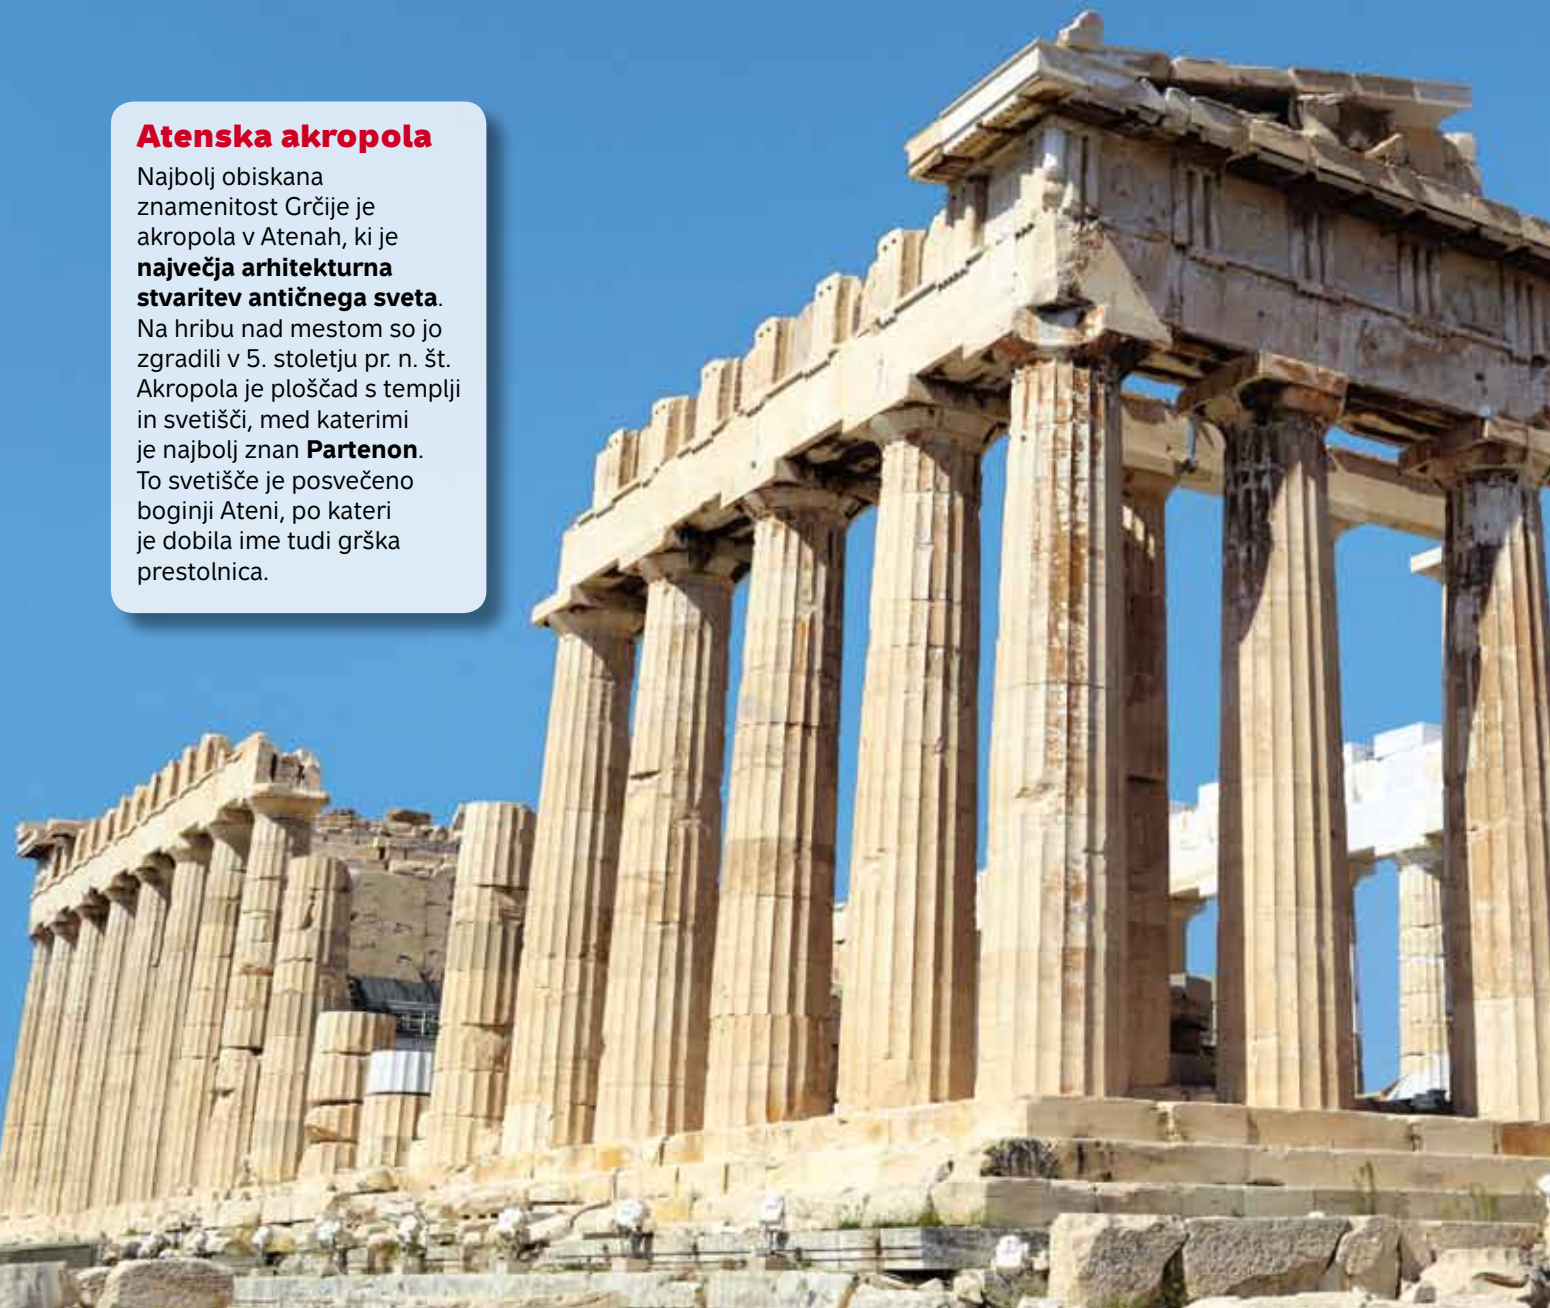 Atenska akropola
Najbolj obiskana
znamenitost Grčije je
akropola v Atenah, ki je
največja arhitekturna
stvaritev antičnega sveta.
Na hribu nad mestom so jo
zgradili v 5. stoletju pr. n. št.
Akropola je ploščad s templji
in svetišči, med katerimi
je najbolj znan Partenon.
To svetišče je posvečeno
boginji Ateni, po kateri
je dobila ime tudi grška
prestolnica.